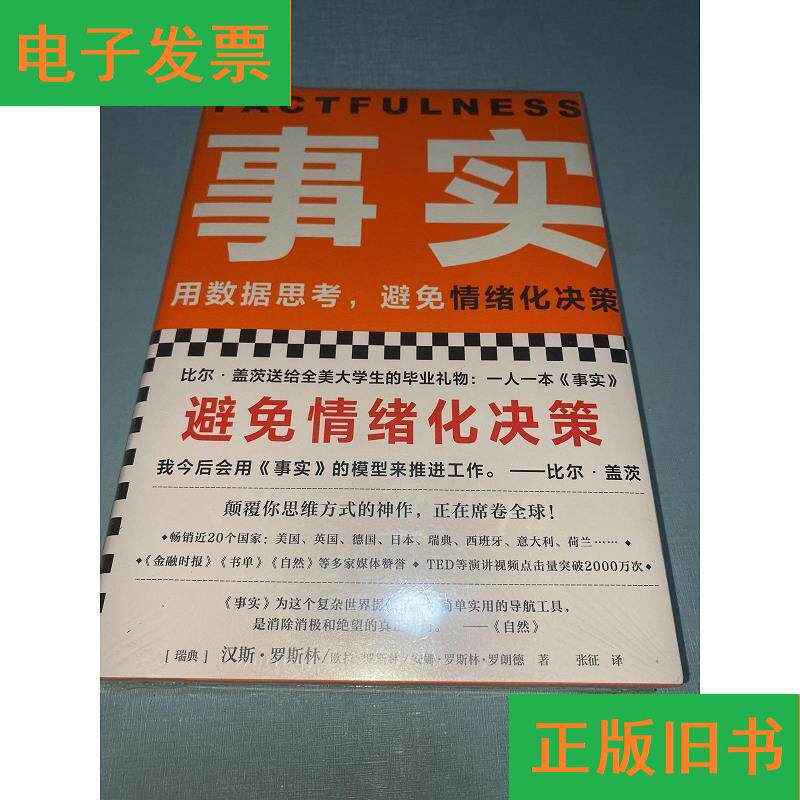 电子发票
FACTFULNESS
事实
用数据思考，避免情绪化决策
比尔·盖茨送给全美大学生的毕业礼物：一人一本《事实》
避免情绪化决策
我今后会用《事实》的模型来推进工作。——比尔·盖茨
颠覆你思维方式的神作，正在席卷全球！
◆畅销近20个国家：美国、英国、德国、日本、瑞典、西班牙、意大利、荷兰……◆
◆《金融时报》《书单》《自然》等多家媒体赞誉 ◆ TED等演讲视频点击量突破2000万次◆
《事实》为这个复杂世界提 简单实用的导航工具，
是消除消极和绝望的真正 ——《自然》
[瑞典] 汉斯·罗斯林/欧拉·罗斯林/安娜·罗斯林·罗朗德 著 张征 译
正版旧书